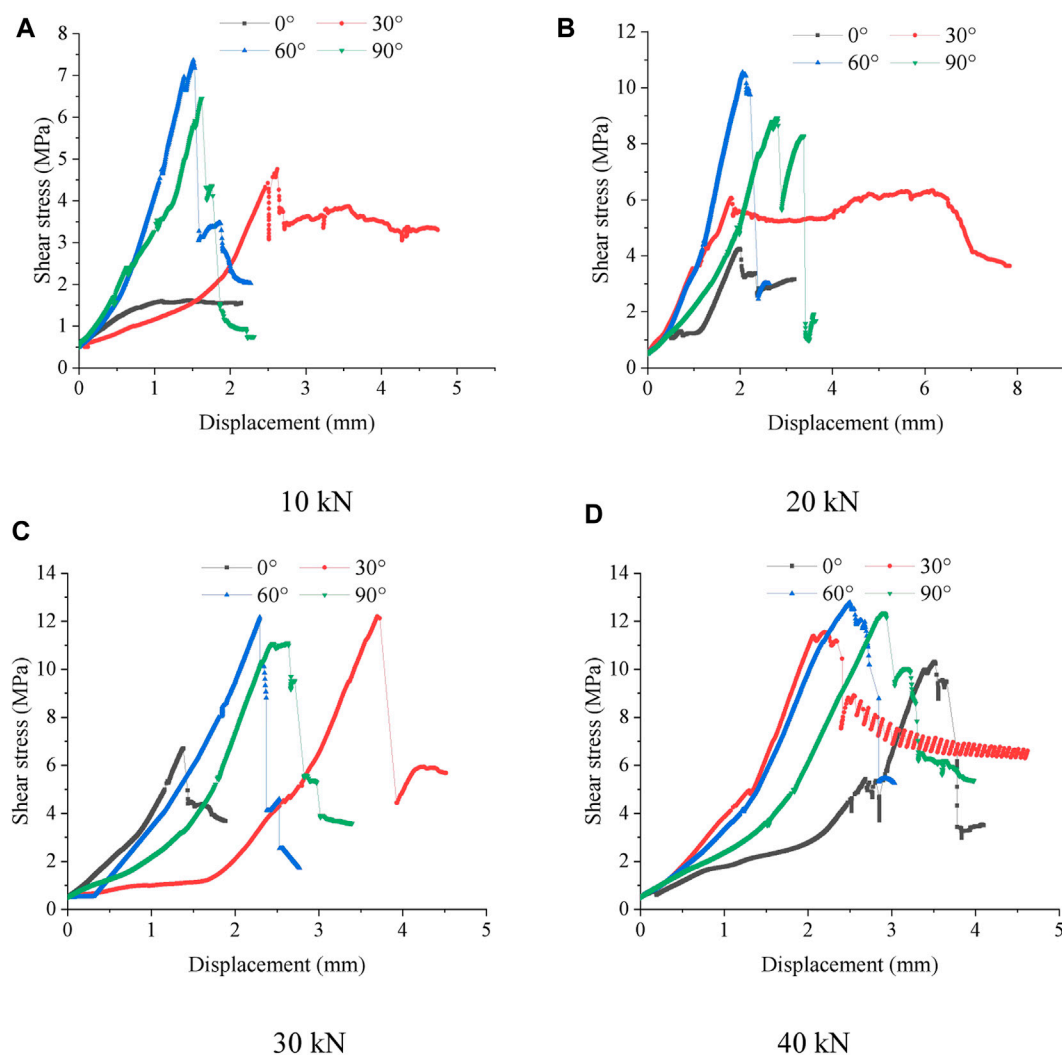 A
0° 30°
60° 90°
8
7
6
5
4
3
2
1
0
Shear stress (MPa)
0 1 2 3 4 5
Displacement (mm)
10 kN
B
0° 30°
60° 90°
12
10
8
6
4
2
0
Shear stress (MPa)
0 2 4 6 8
Displacement (mm)
20 kN
C
0° 30°
60° 90°
14
12
10
8
6
4
2
0
Shear stress (MPa)
0 1 2 3 4 5
Displacement (mm)
30 kN
D
0° 30°
60° 90°
14
12
10
8
6
4
2
0
Shear stress (MPa)
0 1 2 3 4 5
Displacement (mm)
40 kN